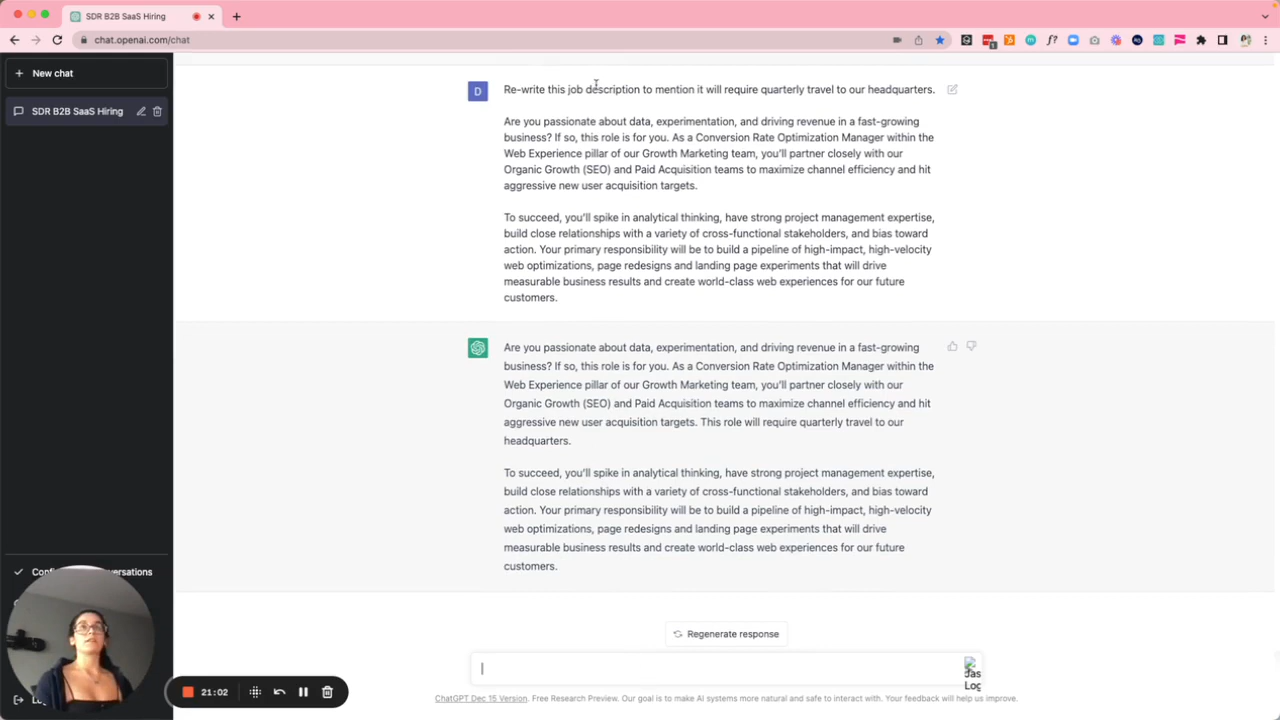 SDR B2B SaaS Hiring
chat.openai.com/chat
New chat
SDR B2B SaaS Hiring
D
Re-write this job description to mention it will require quarterly travel to our headquarters.
Are you passionate about data, experimentation, and driving revenue in a fast-growing
business? If so, this role is for you. As a Conversion Rate Optimization Manager within the
Web Experience pillar of our Growth Marketing team, you'll partner closely with our
Organic Growth (SEO) and Paid Acquisition teams to maximize channel efficiency and hit
aggressive new user acquisition targets.
To succeed, you'll spike in analytical thinking, have strong project management expertise,
build close relationships with a variety of cross-functional stakeholders, and bias toward
action. Your primary responsibility will be to build a pipeline of high-impact, high-velocity
web optimizations, page redesigns and landing page experiments that will drive
measurable business results and create world-class web experiences for our future
customers.
Are you passionate about data, experimentation, and driving revenue in a fast-growing
business? If so, this role is for you. As a Conversion Rate Optimization Manager within the
Web Experience pillar of our Growth Marketing team, you'll partner closely with our
Organic Growth (SEO) and Paid Acquisition teams to maximize channel efficiency and hit
aggressive new user acquisition targets. This role will require quarterly travel to our
headquarters.
To succeed, you'll spike in analytical thinking, have strong project management expertise,
build close relationships with a variety of cross-functional stakeholders, and bias toward
action. Your primary responsibility will be to build a pipeline of high-impact, high-velocity
web optimizations, page redesigns and landing page experiments that will drive
measurable business results and create world-class web experiences for our future
customers.
Regenerate response
21:02
ChatGPT Dec 15 Version. Free Research Preview. Our goal is to make AI systems more natural and safe to interact with. Your feedback will help us improve.